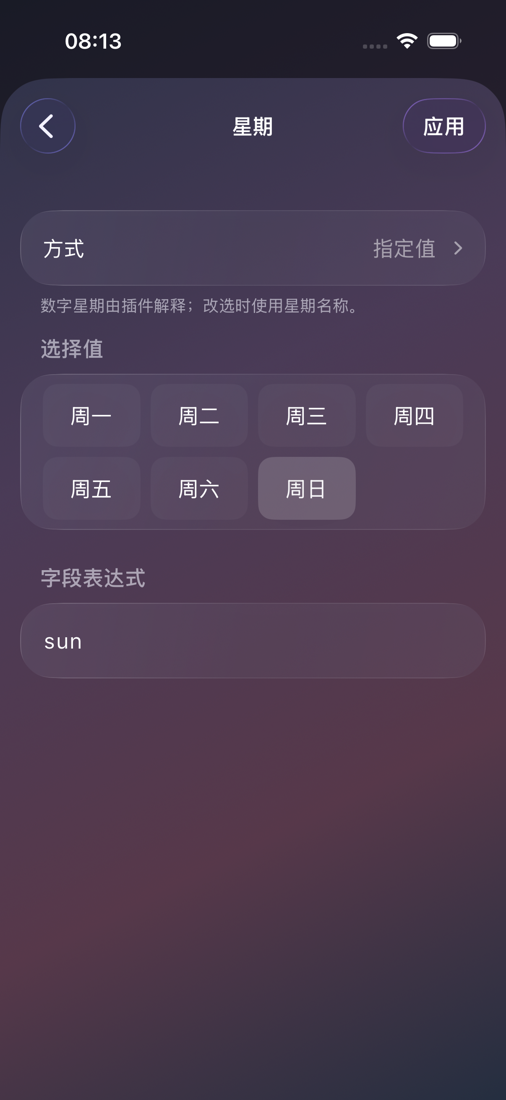 08:13
星期
应用
方式
指定值
数字星期由插件解释；改选时使用星期名称。
选择值
周一 周二 周三 周四
周五 周六 周日
字段表达式
sun